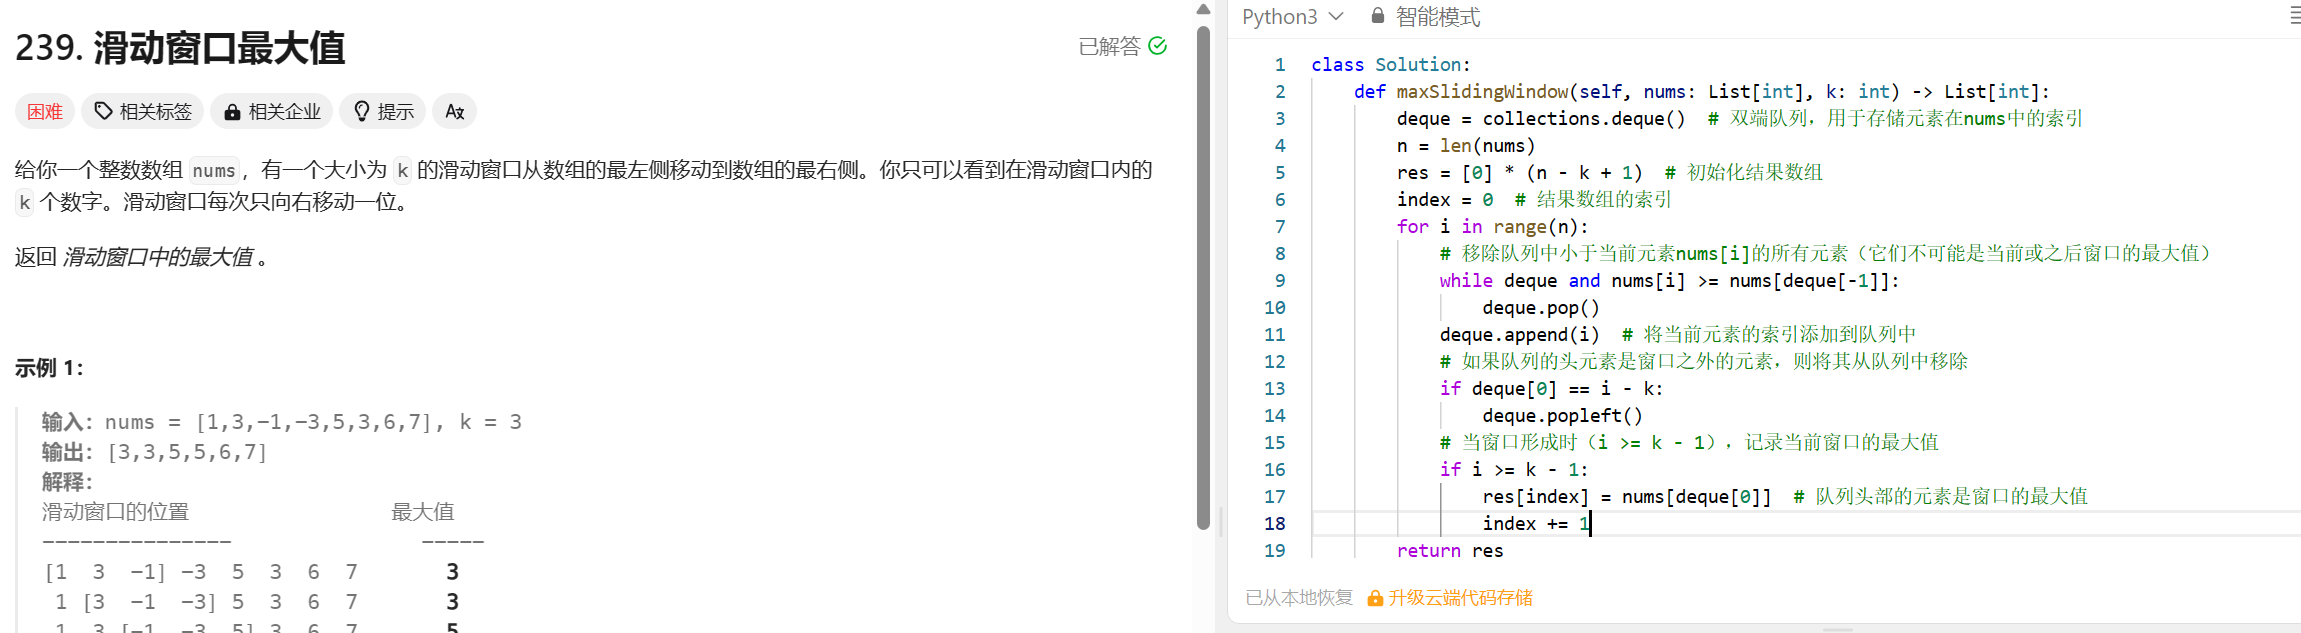 239. 滑动窗口最大值
已解答
困难 相关标签 相关企业 提示
给你一个整数数组 nums，有一个大小为 k 的滑动窗口从数组的最左侧移动到数组的最右侧。你只可以看到在滑动窗口内的
k 个数字。滑动窗口每次只向右移动一位。
返回 滑动窗口中的最大值 。
示例 1：
输入：nums = [1,3,-1,-3,5,3,6,7], k = 3
输出：[3,3,5,5,6,7]
解释：
滑动窗口的位置 最大值
--------------- -----
[1 3 -1] -3 5 3 6 7 3
1 [3 -1 -3] 5 3 6 7 3
1 3 [-1 -3 5] 3 6 7 5
Python3 智能模式
1 class Solution:
2 def maxSlidingWindow(self, nums: List[int], k: int) -> List[int]:
3 deque = collections.deque() # 双端队列，用于存储元素在nums中的索引
4 n = len(nums)
5 res = [0] * (n - k + 1) # 初始化结果数组
6 index = 0 # 结果数组的索引
7 for i in range(n):
8 # 移除队列中小于当前元素nums[i]的所有元素（它们不可能是当前或之后窗口的最大值）
9 while deque and nums[i] >= nums[deque[-1]]:
10 deque.pop()
11 deque.append(i) # 将当前元素的索引添加到队列中
12 # 如果队列的头元素是窗口之外的元素，则将其从队列中移除
13 if deque[0] == i - k:
14 deque.popleft()
15 # 当窗口形成时（i >= k - 1），记录当前窗口的最大值
16 if i >= k - 1:
17 res[index] = nums[deque[0]] # 队列头部的元素是窗口的最大值
18 index += 1
19 return res
已从本地恢复 升级云端代码存储